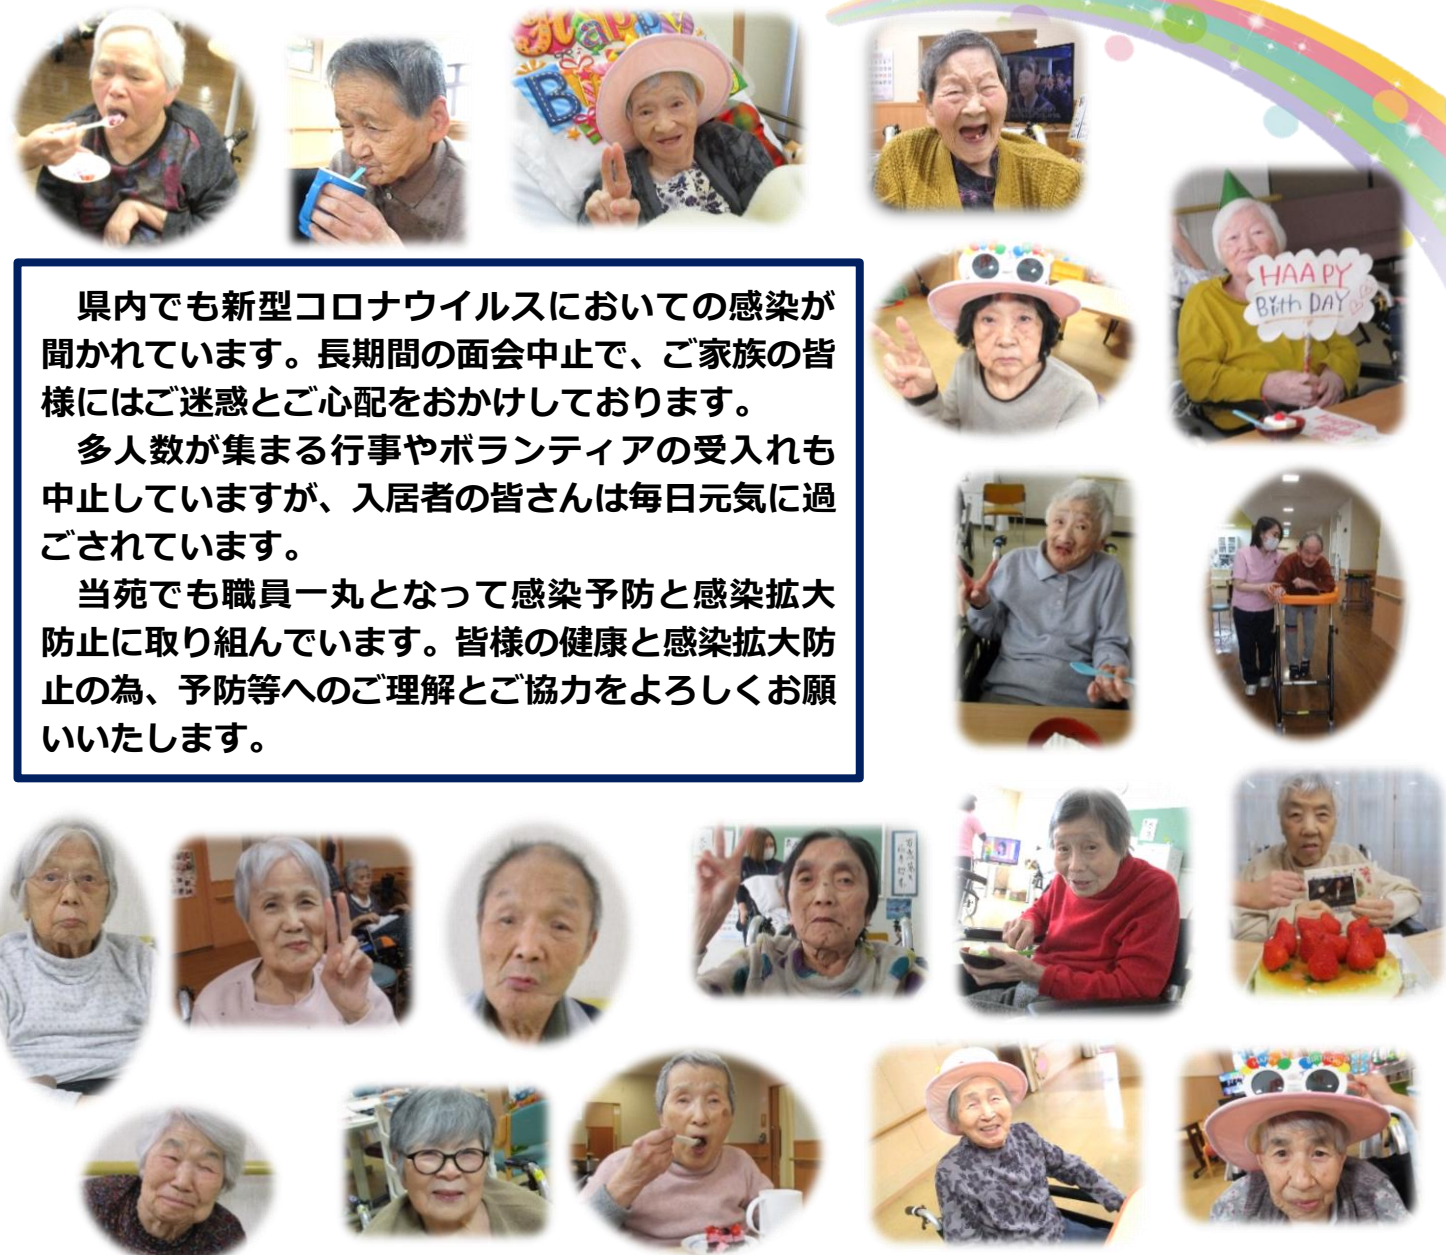 Happy
県内でも新型コロナウイルスにおいての感染が
聞かれています。長期間の面会中止で、ご家族の皆
様にはご迷惑とご心配をおかけしております。
多人数が集まる行事やボランティアの受入れも
中止していますが、入居者の皆さんは毎日元気に過
ごされています。
当苑でも職員一丸となって感染予防と感染拡大
防止に取り組んでいます。皆様の健康と感染拡大防
止の為、予防等へのご理解とご協力をよろしくお願
いいたします。
HAAPY
Birth DAY